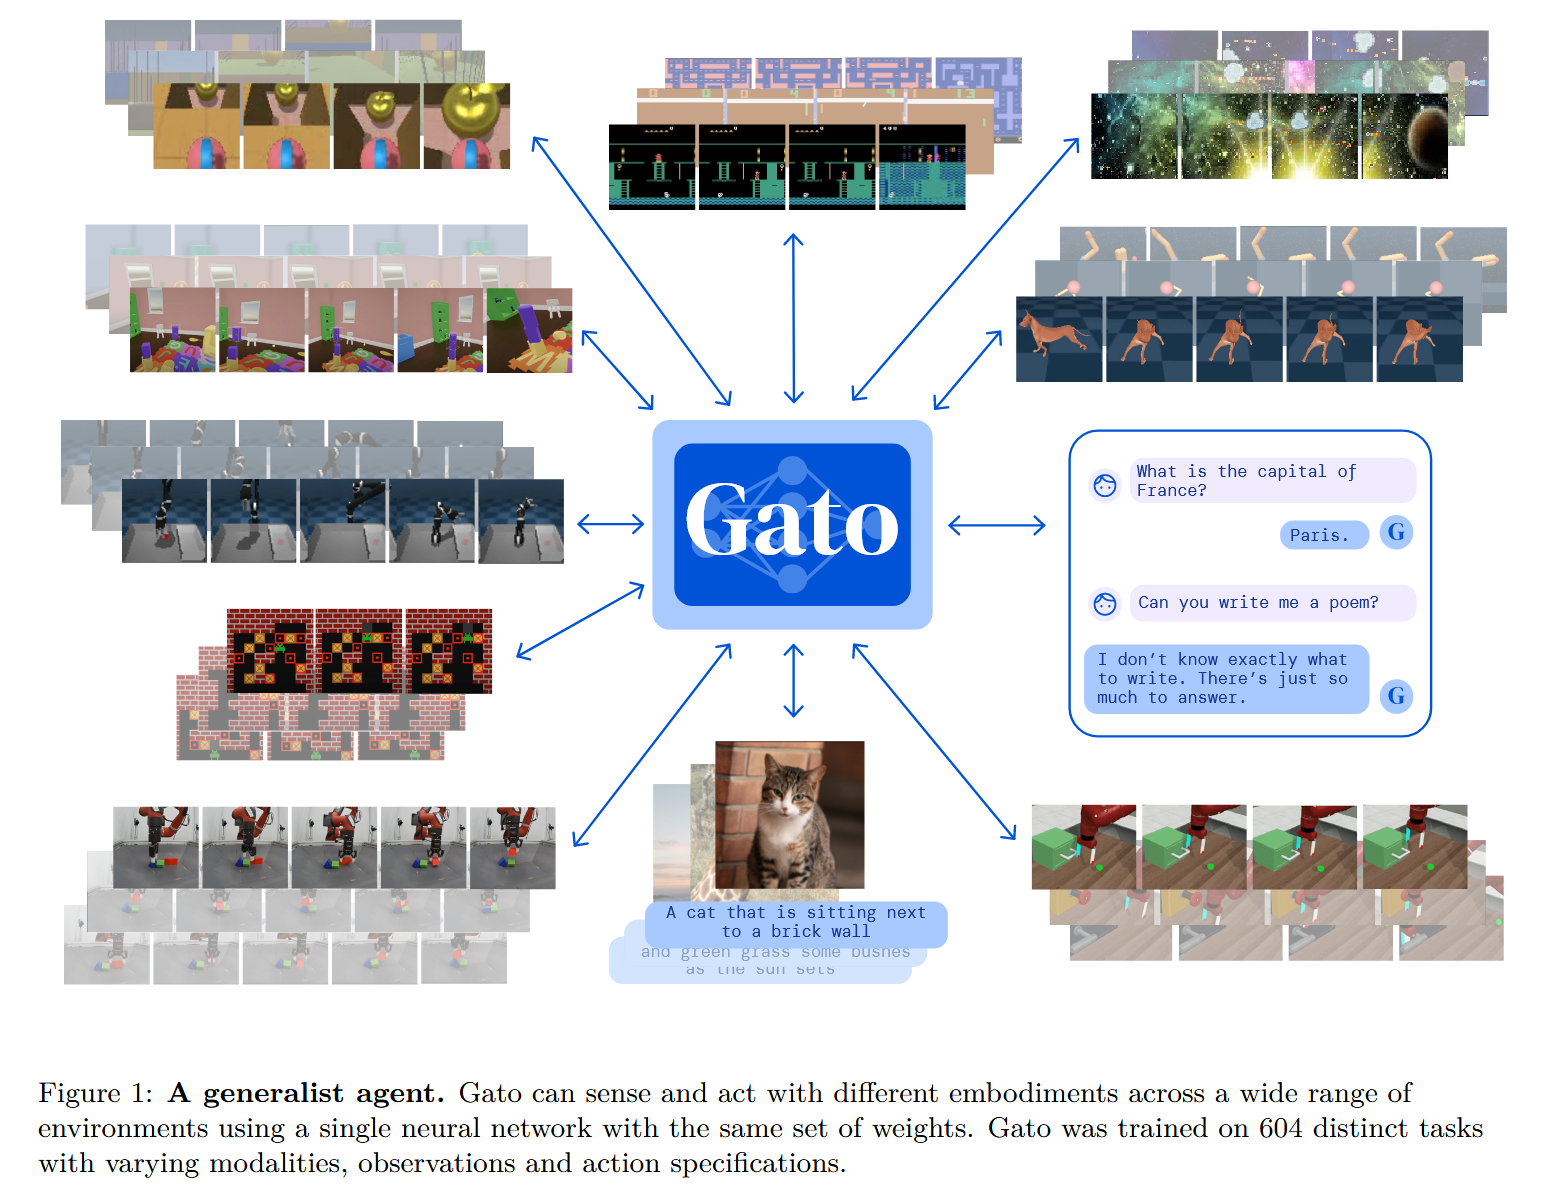 Gato
What is the capital of
France?
Paris.
G
Can you write me a poem?
I don't know exactly what
to write. There's just so
much to answer.
G
A cat that is sitting next
to a brick wall
and green grass some bushes
as the sun sets
Figure 1: A generalist agent. Gato can sense and act with different embodiments across a wide range of
environments using a single neural network with the same set of weights. Gato was trained on 604 distinct tasks
with varying modalities, observations and action specifications.